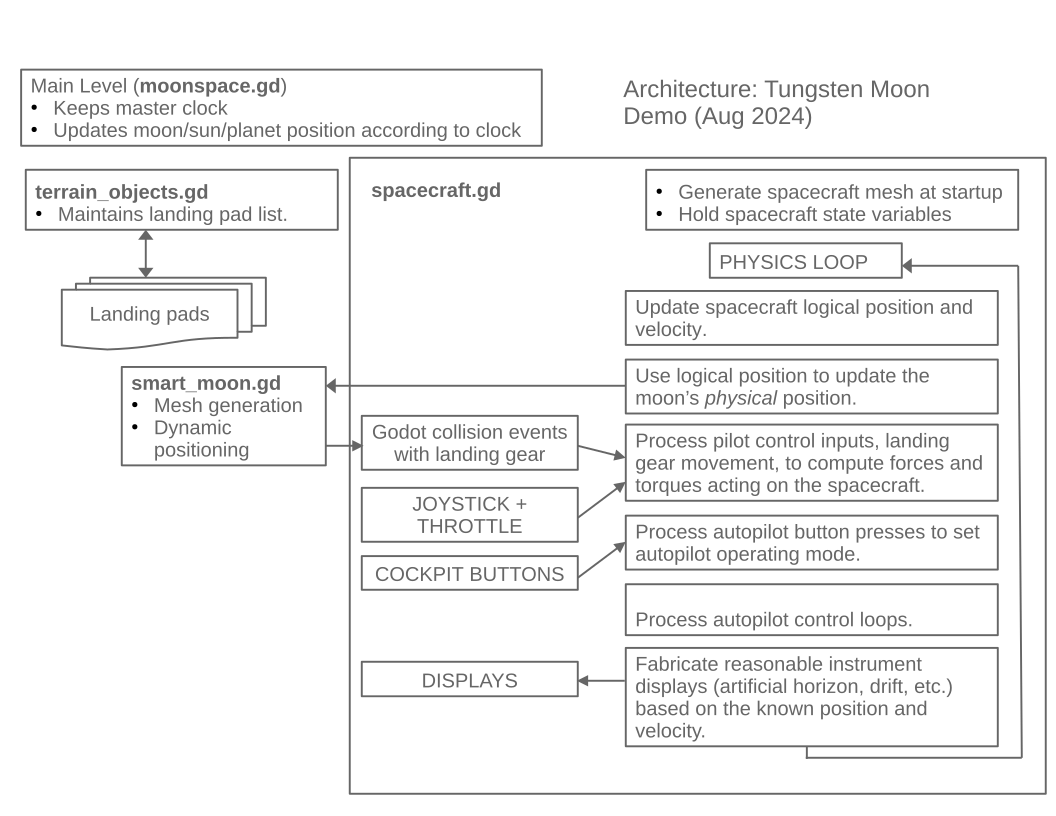 Main Level (moonspace.gd)
• Keeps master clock
• Updates moon/sun/planet position according to clock
Architecture: Tungsten Moon
Demo (Aug 2024)
terrain_objects.gd
• Maintains landing pad list.
Landing pads
smart_moon.gd
• Mesh generation
• Dynamic
positioning
spacecraft.gd
• Generate spacecraft mesh at startup
• Hold spacecraft state variables
PHYSICS LOOP
Update spacecraft logical position and
velocity.
Use logical position to update the
moon’s physical position.
Godot collision events
with landing gear
Process pilot control inputs, landing
gear movement, to compute forces and
torques acting on the spacecraft.
JOYSTICK +
THROTTLE
Process autopilot button presses to set
autopilot operating mode.
COCKPIT BUTTONS
Process autopilot control loops.
DISPLAYS
Fabricate reasonable instrument
displays (artificial horizon, drift, etc.)
based on the known position and
velocity.